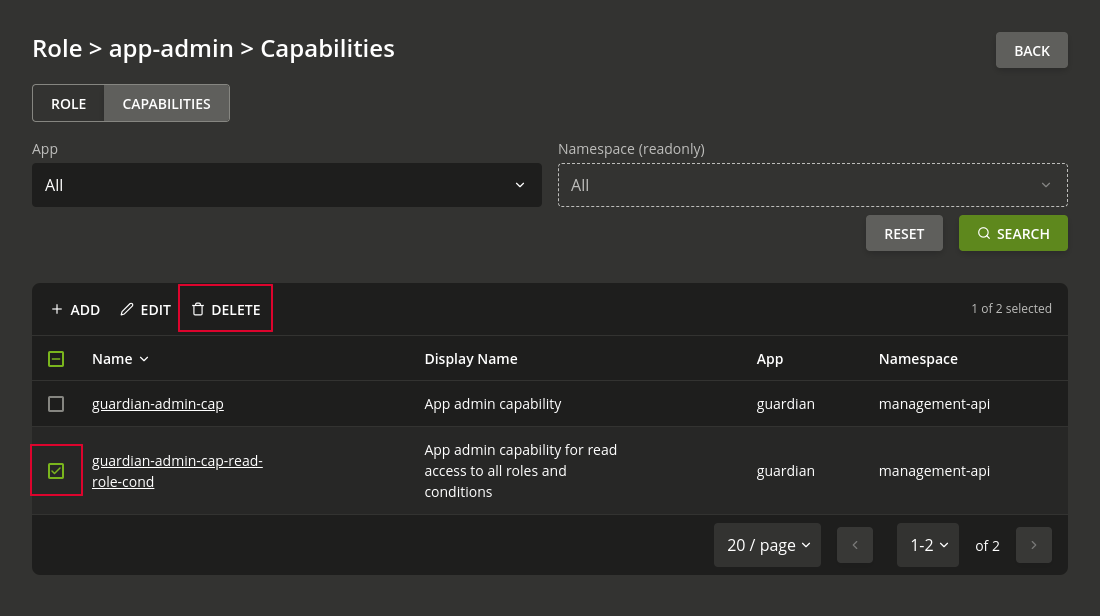 Role > app-admin > Capabilities
BACK
ROLE CAPABILITIES
App
Namespace (readonly)
All
All
RESET
SEARCH
ADD EDIT DELETE
1 of 2 selected
Name Display Name App Namespace
guardian-admin-cap App admin capability guardian management-api
guardian-admin-cap-read-
role-cond
App admin capability for read
access to all roles and
conditions
guardian management-api
20 / page 1-2 of 2